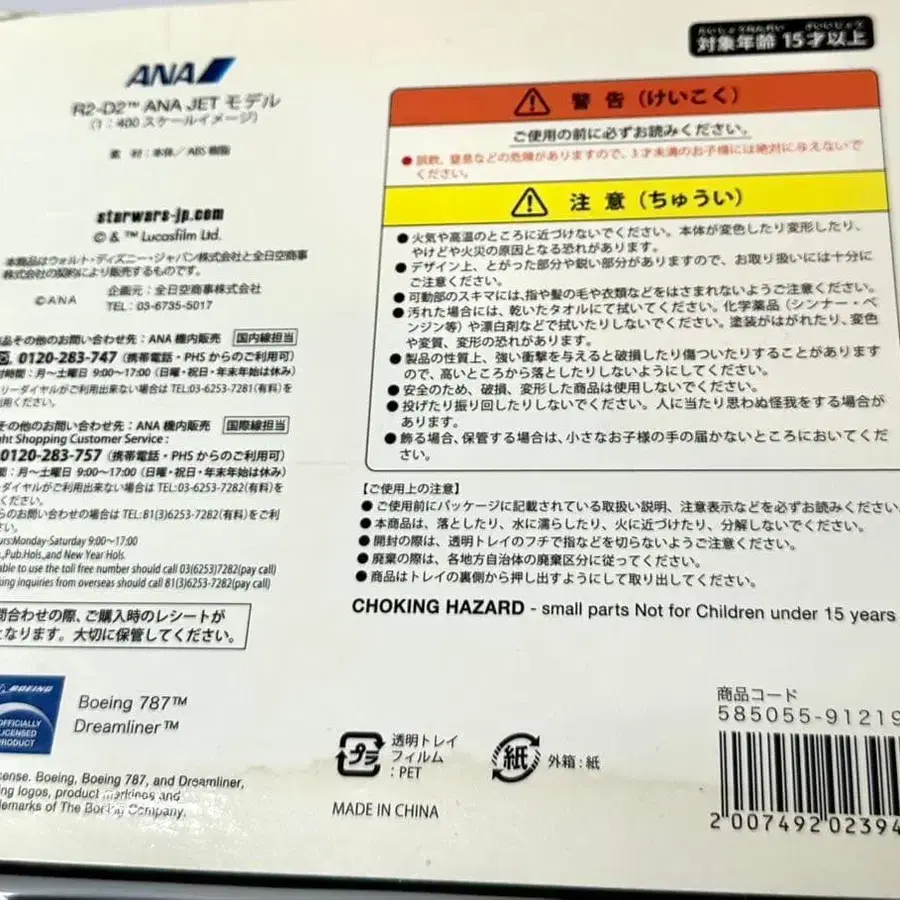 対象年齢 15才以上
ANA
R2-D2™ ANA JET モデル
(1：400 スケールイメージ)
素 材：本体／ABS樹脂
starwars-jp.com
© & ™ Lucasfilm Ltd.
本商品はウォルト・ディズニー・ジャパン株式会社と全日空商事
株式会社の契約により販売するものです。
©ANA
企画元：全日空商事株式会社
TEL：03-6735-5017
品その他のお問い合わせ先：ANA 機内販売 国内線担当
0120-283-747 (携帯電話・PHS からのご利用可)
付時間：月〜土曜日 9:00〜17:00 (日曜・祝日・年末年始は休み)
リーダイヤルがご利用出来ない場合は TEL:03-6253-7281(有料)を
利用ください。
その他のお問い合わせ先：ANA 機内販売 国際線担当
ght Shopping Customer Service :
0120-283-757 (携帯電話・PHS からのご利用可)
間：月〜土曜日 9:00〜17:00 (日曜・祝日・年末年始は休み)
ダイヤルがご利用出来ない場合は TEL:03-6253-7282(有料)を
ください。
らのお問い合わせの場合は TEL:81(3)6253-7282(有料)をご利
さい。
urs:Monday-Saturday 9:00〜17:00
.,Pub.Hols.,and New Year Hols.
able to use the toll free number should call 03(6253)7282(pay call)
king inquiries from overseas should call 81(3)6253-7282(pay call)
問合わせの際、ご購入時のレシートが
となります。大切に保管してください。
警 告 (けいこく)
ご使用の前に必ずお読みください。
●誤飲、窒息などの危険がありますので、3才未満のお子様には絶対に与えないで
ください。
注 意 (ちゅうい)
●火気や高温のところに近づけないでください。本体が変色したり変形したり、
やけどや火災の原因となる恐れがあります。
●デザイン上、とがった部分や鋭い部分がありますので、お取り扱いには十分に
ご注意ください。
●可動部のスキマには、指や髪の毛や衣類などをはさまれないようご注意ください。
●汚れた場合には、乾いたタオルにて拭いてください。化学薬品（シンナー・ベ
ンジン等）や漂白剤などで拭いたりしないでください。塗装がはがれたり、変色
や変質、変形の恐れがあります。
●製品の性質上、強い衝撃を与えると破損したり傷ついたりすることがあります
ので、高いところから落としたりしないようにしてください。
●安全のため、破損、変形した商品は使用しないでください。
●投げたり振り回したりしないでください。人に当たり思わぬ怪我をする場合が
あります。
●飾る場合、保管する場合は、小さなお子様の手の届かないところにおいてくだ
さい。
【ご使用上の注意】
●ご使用前にパッケージに記載されている取扱い説明、注意表示などを必ずお読みください。
●本商品は、落としたり、水に濡らしたり、火に近づけたり、分解しないでください。
●開封の際は、透明トレイのフチで指などを切らないようご注意ください。
●廃棄の際は、各地方自治体の廃棄区分に従ってください。
●商品はトレイの裏側から押し出すようにして取り出してください。
CHOKING HAZARD - small parts Not for Children under 15 years
BOEING
OFFICIALLY
LICENSED
PRODUCT
Boeing 787™
Dreamliner™
ense. Boeing, Boeing 787, and Dreamliner,
ing logos, product markings and
demarks of The Boeing Company.
プラ
透明トレイ
フィルム
：PET
紙
外箱：紙
MADE IN CHINA
商品コード
585055-91219
2 007492 02394